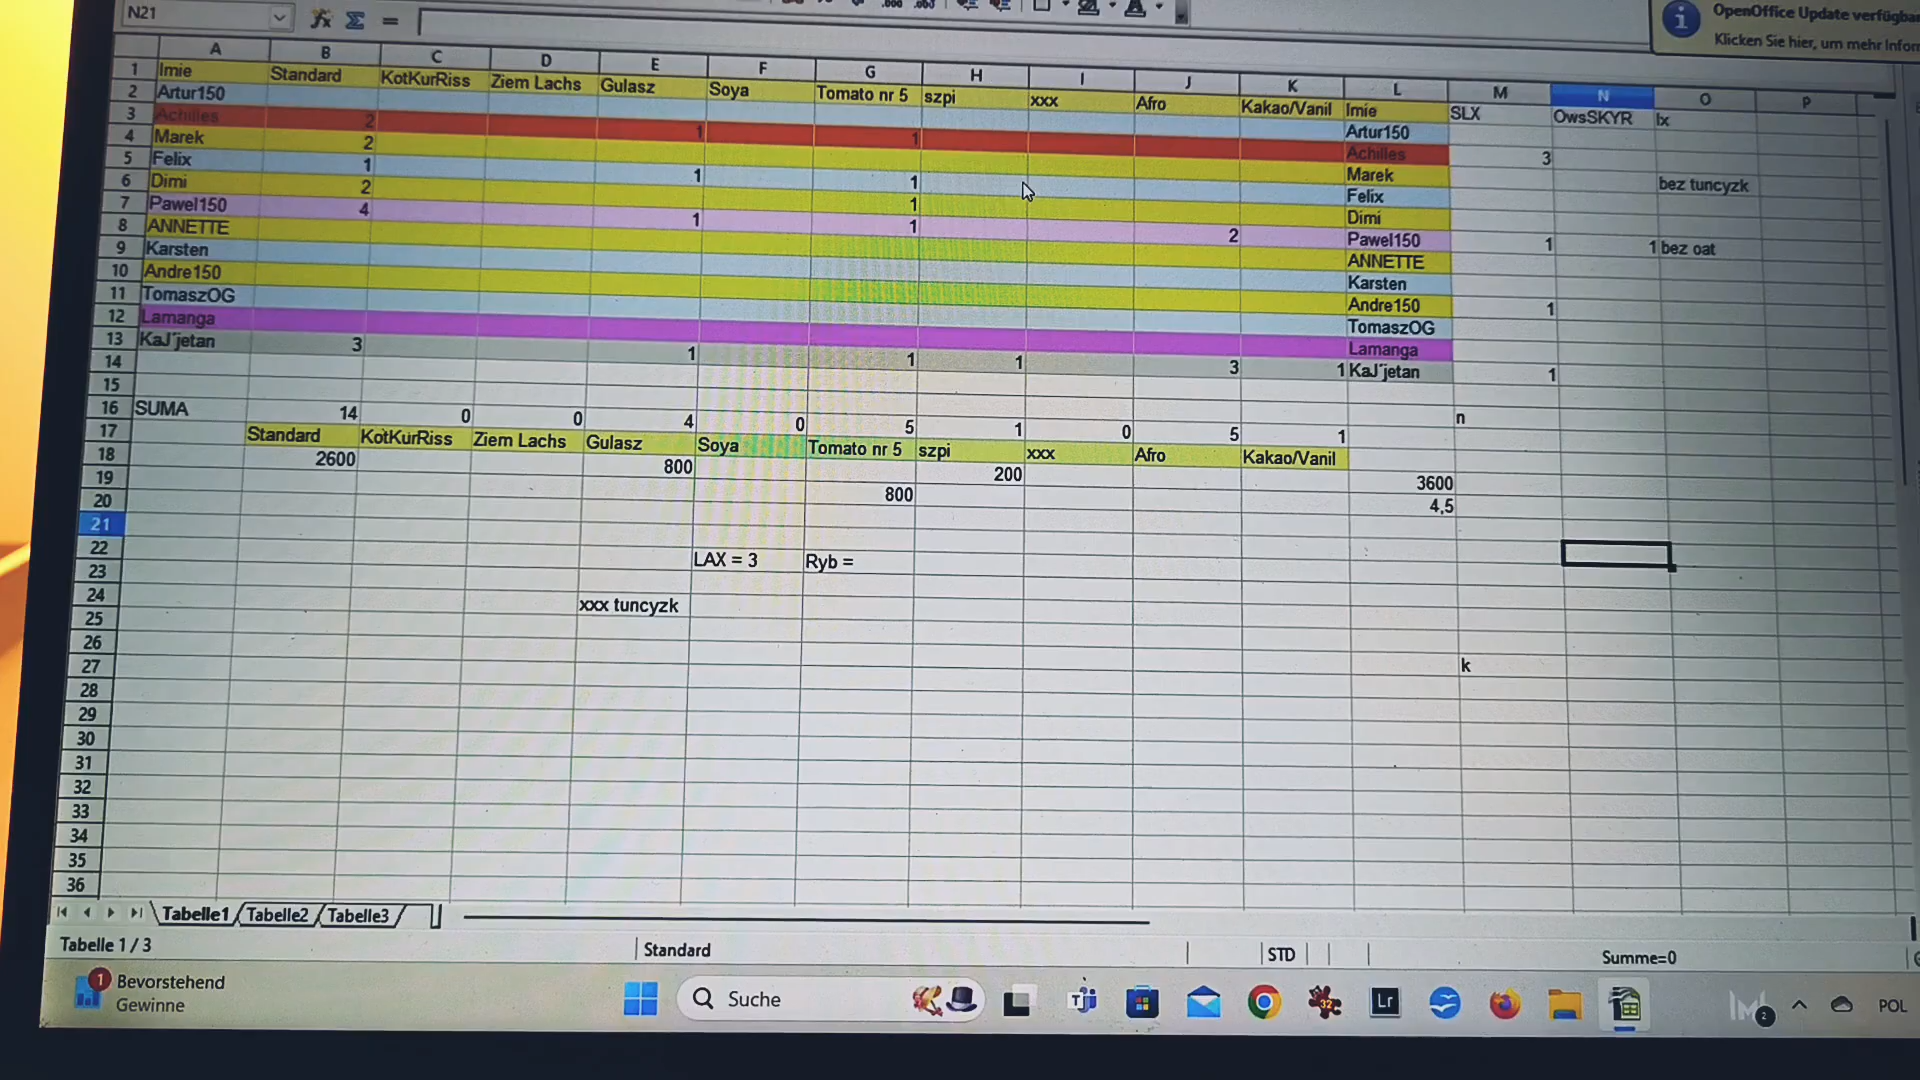 N21
OpenOffice Update verfügbar
Klicken Sie hier, um mehr Infor
A B C D E F G H I J K L M N O P
1 Imie Standard KotKurRiss Ziem Lachs Gulasz Soya Tomato nr 5 szpi xxx Afro Kakao/Vanil Imie SLX OwsSKYR lx
2 Artur150 Artur150
3 Achilles 2 1 1 Achilles 3
4 Marek 2 Marek bez tuncyzk
5 Felix 1 1 1 Felix
6 Dimi 2 1 Dimi
7 Pawel150 4 1 1 2 Pawel150 1 1 bez oat
8 ANNETTE ANNETTE
9 Karsten Karsten
10 Andre150 Andre150 1
11 TomaszOG TomaszOG
12 Lamanga Lamanga
13 KaJ'jetan 3 1 1 1 3 1 KaJ'jetan 1
14
15
16 SUMA 14 0 0 4 0 5 1 0 5 1 n
17 Standard KotKurRiss Ziem Lachs Gulasz Soya Tomato nr 5 szpi xxx Afro Kakao/Vanil
18 2600 800 200 3600
19 800 4,5
20
21
22 LAX = 3 Ryb =
23
24 xxx tuncyzk
25
26
27 k
28
29
30
31
32
33
34
35
36
Tabelle1 Tabelle2 Tabelle3
Tabelle 1 / 3 Standard STD Summe=0
1 Bevorstehend
Gewinne
Suche
32
Lr
2
POL